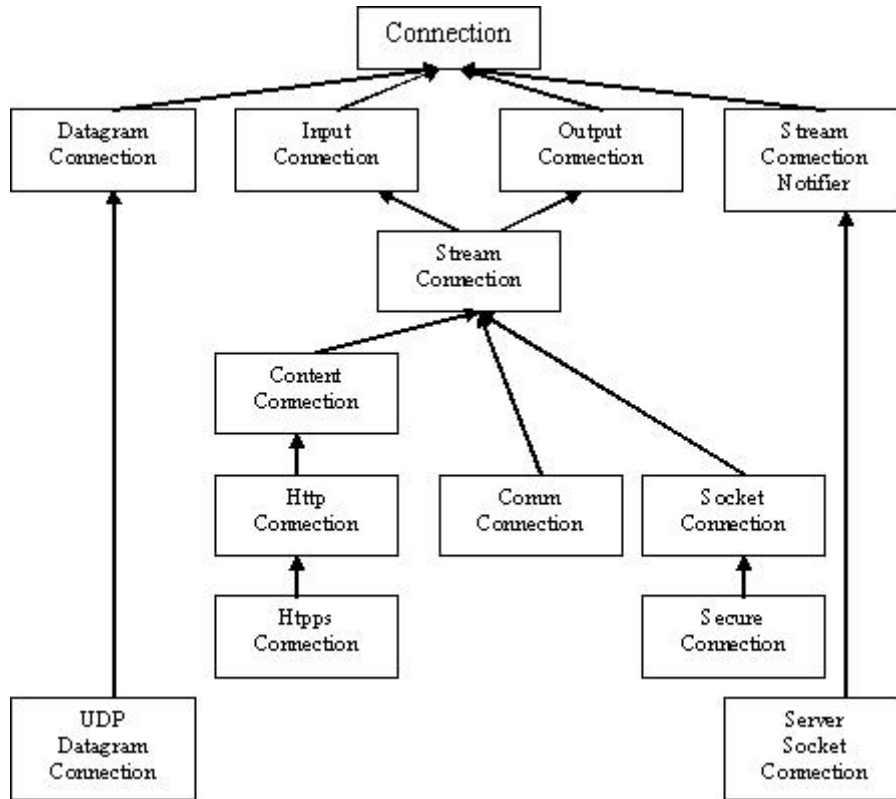 Connection
Datagram
Connection
Input
Connection
Output
Connection
Stream
Connection
Notifier
Stream
Connection
Content
Connection
Http
Connection
Comm
Connection
Socket
Connection
Htpps
Connection
Secure
Connection
UDP
Datagram
Connection
Server
Socket
Connection